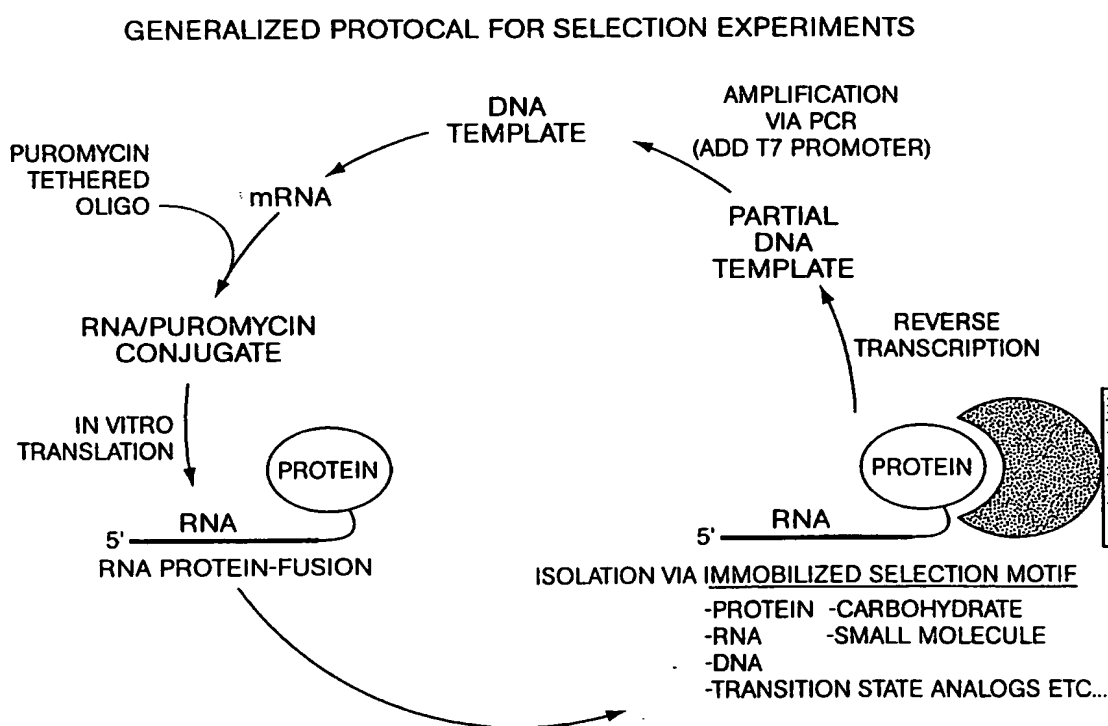 GENERALIZED PROTOCAL FOR SELECTION EXPERIMENTS
DNA
TEMPLATE
AMPLIFICATION
VIA PCR
(ADD T7 PROMOTER)
PUROMYCIN
TETHERED
OLIGO
mRNA
PARTIAL
DNA
TEMPLATE
RNA/PUROMYCIN
CONJUGATE
REVERSE
TRANSCRIPTION
IN VITRO
TRANSLATION
PROTEIN
RNA
5'
RNA PROTEIN-FUSION
PROTEIN
RNA
5'
ISOLATION VIA IMMOBILIZED SELECTION MOTIF
-PROTEIN -CARBOHYDRATE
-RNA -SMALL MOLECULE
-DNA
-TRANSITION STATE ANALOGS ETC...